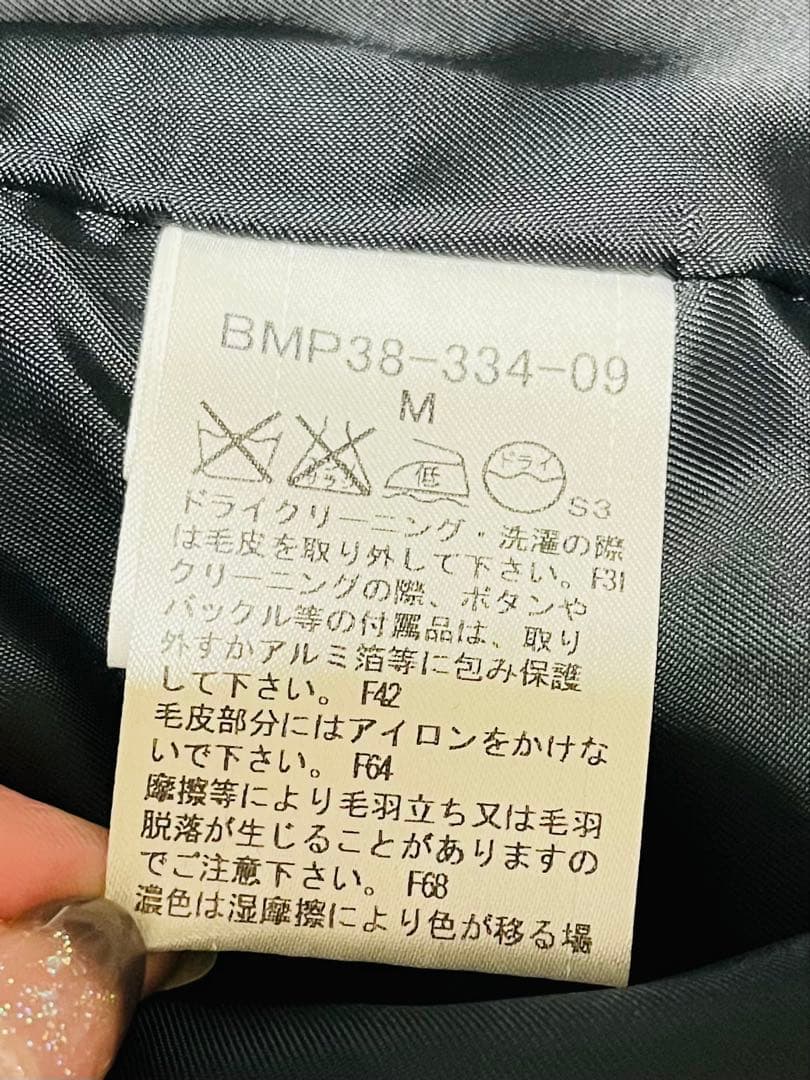 BMP38-334-09
M
エンソ サラシ 低 ドライ
S3
ドライクリーニング・洗濯の際
は毛皮を取り外して下さい。F31
クリーニングの際、ボタンや
バックル等の付属品は、取り
外すかアルミ箔等に包み保護
して下さい。F42
毛皮部分にはアイロンをかけな
いで下さい。F64
摩擦等により毛羽立ち又は毛羽
脱落が生じることがありますの
でご注意下さい。F68
濃色は湿摩擦により色が移る場